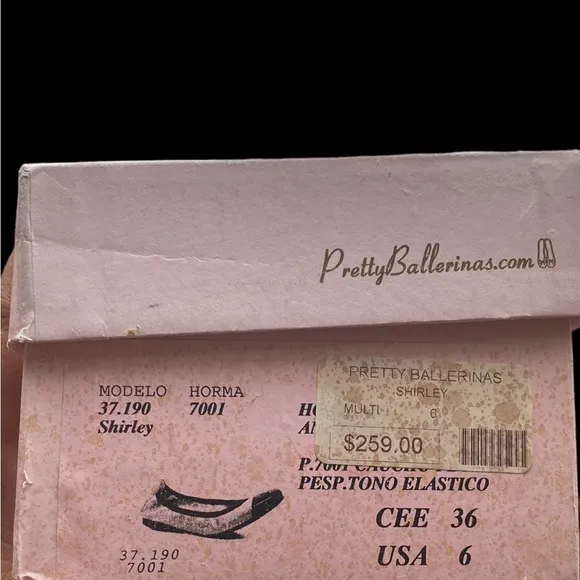 PrettyBallerinas.com
MODELO HORMA
37.190 7001
Shirley
PRETTY BALLERINAS
SHIRLEY
MULTI 6
$259.00
PESP.TONO ELASTICO
CEE 36
USA 6
37.190
7001